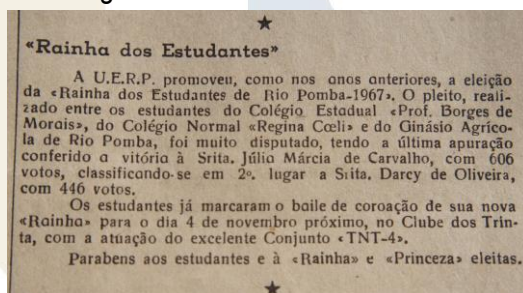 «Rainha dos Estudantes»
A U.E.R.P. promoveu, como nos anos anteriores, a eleição
da «Rainha dos Estudantes de Rio Pomba-1967». O pleito, reali-
zado entre os estudantes do Colégio Estadual «Prof. Borges de
Morais», do Colégio Normal «Regina Cœli» e do Ginásio Agríco-
la de Rio Pomba, foi muito disputado, tendo a última apuração
conferido a vitória à Srita. Júlia Márcia de Carvalho, com 606
votos, classificando-se em 2º. lugar a Srita. Darcy de Oliveira,
com 446 votos.
Os estudantes já marcaram o baile de coroação de sua nova
«Rainha» para o dia 4 de novembro próximo, no Clube dos Trin-
ta, com a atuação do excelente Conjunto «TNT-4».
Parabens aos estudantes e à «Rainha» e «Princeza» eleitas.